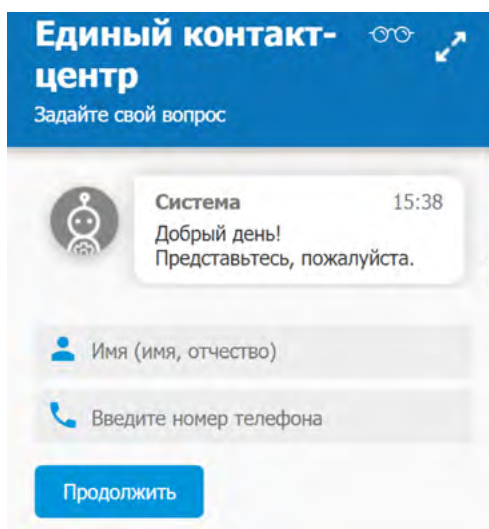 Единый контакт-
центр
Задайте свой вопрос
Система 15:38
Добрый день!
Представьтесь, пожалуйста.
Имя (имя, отчество)
Введите номер телефона
Продолжить